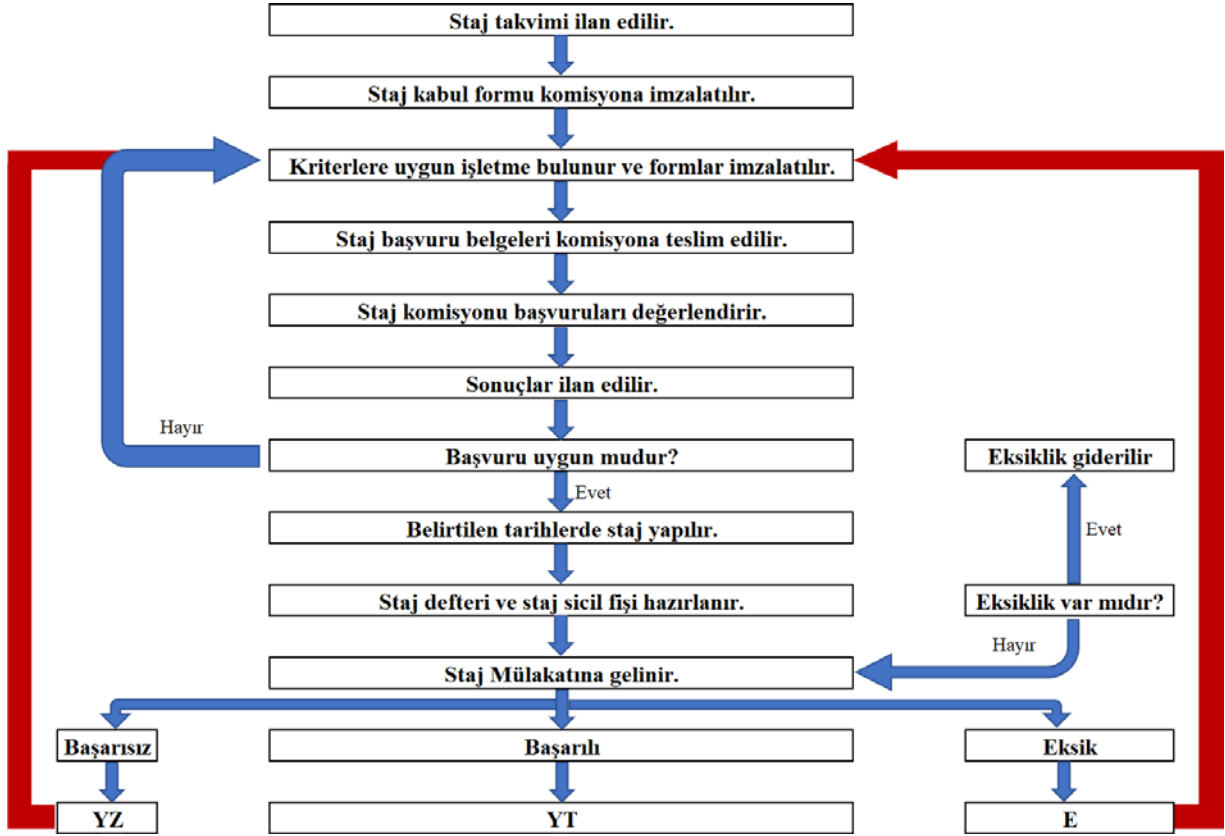 Staj takvimi ilan edilir.
Staj kabul formu komisyona imzalatılır.
Kriterlere uygun işletme bulunur ve formlar imzalatılır.
Staj başvuru belgeleri komisyona teslim edilir.
Staj komisyonu başvuruları değerlendirir.
Sonuçlar ilan edilir.
Hayır
Başvuru uygun mudur?
Eksiklik giderilir
Evet
Belirtilen tarihlerde staj yapılır.
Evet
Staj defteri ve staj sicil fişi hazırlanır.
Eksiklik var mıdır?
Hayır
Staj Mülakatına gelinir.
Başarısız
Başarılı
Eksik
YZ
YT
E